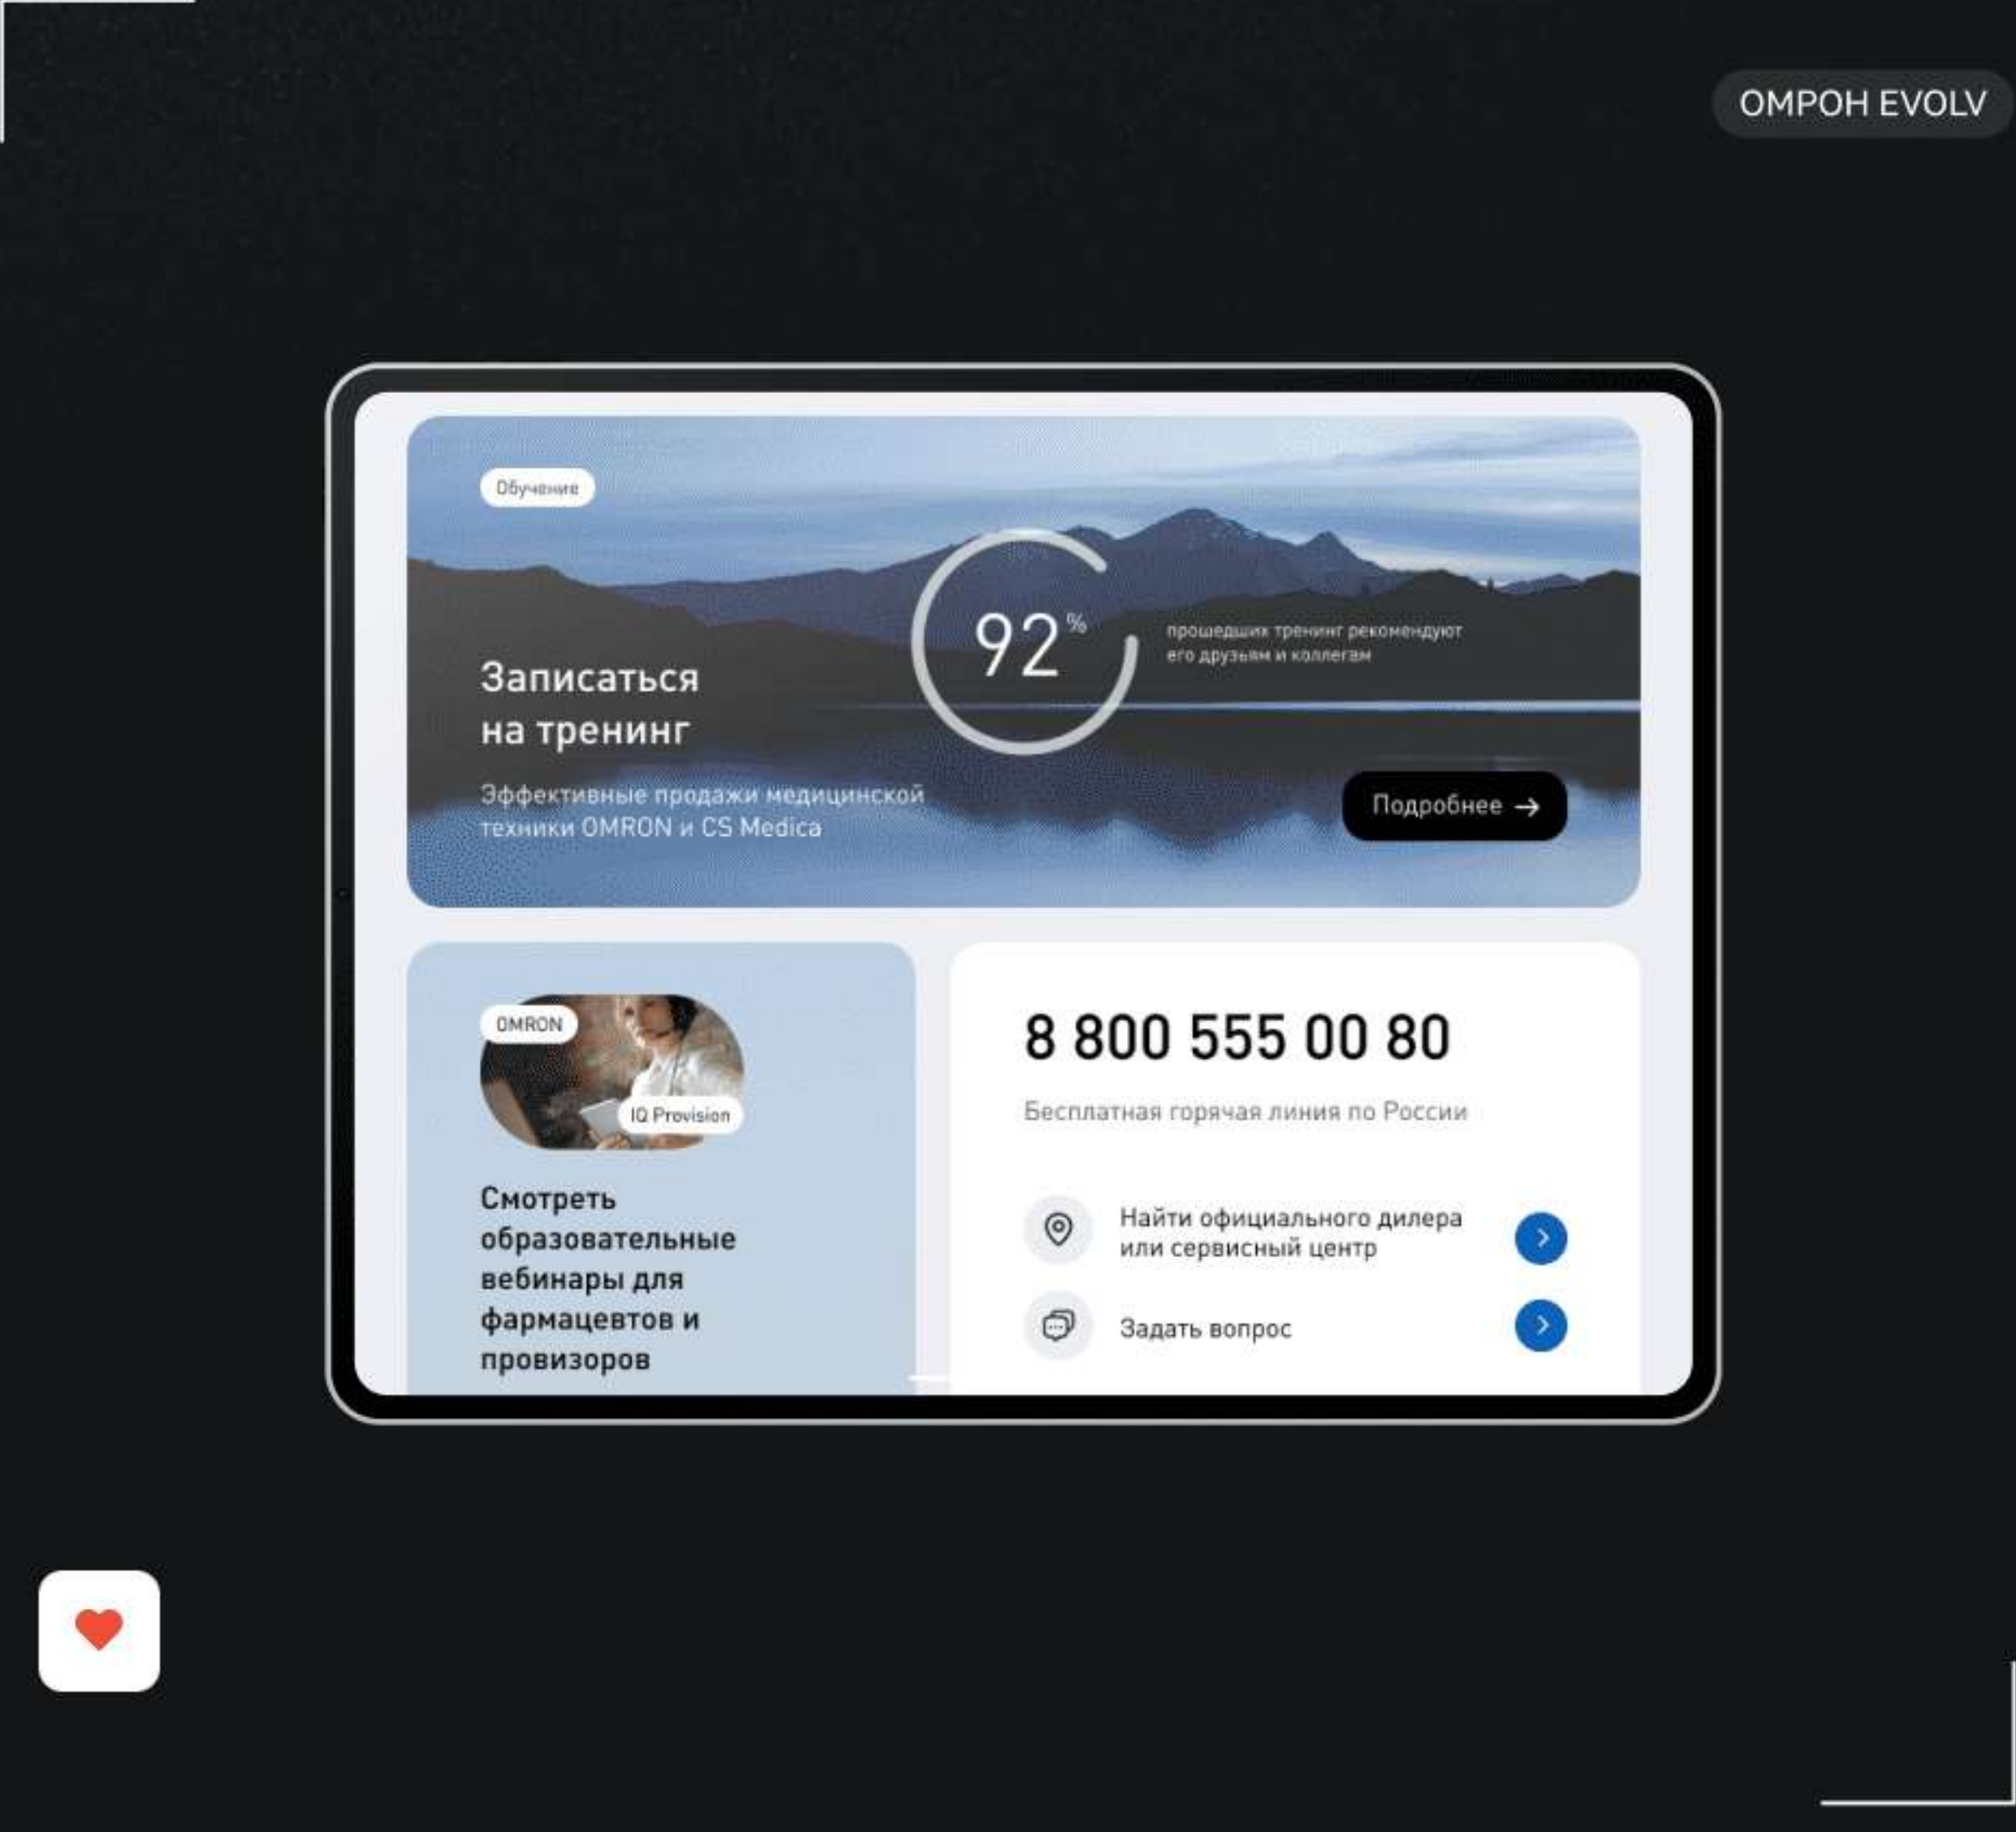 ОМРОН EVOLV
Обучение
92%
прошедших тренинг рекомендуют
его друзьям и коллегам
Записаться
на тренинг
Эффективные продажи медицинской
техники OMRON и CS Medica
Подробнее →
OMRON
IQ Provision
Смотреть
образовательные
вебинары для
фармацевтов и
провизоров
8 800 555 00 80
Бесплатная горячая линия по России
Найти официального дилера
или сервисный центр
Задать вопрос